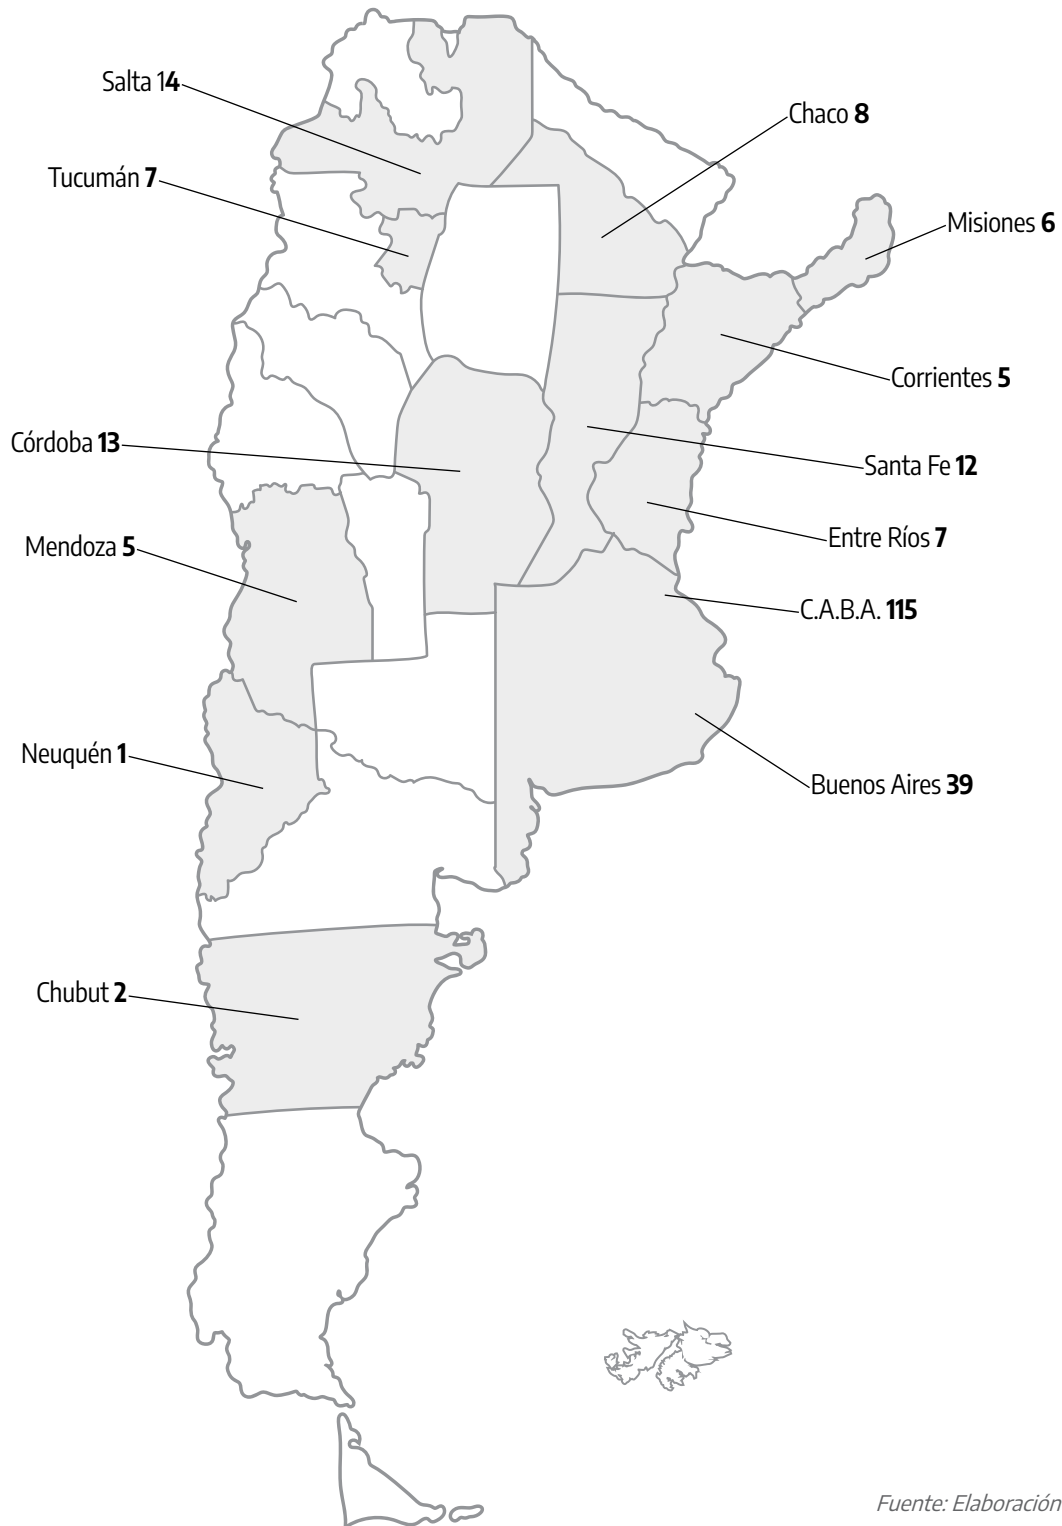 Salta 14
Chaco 8
Tucumán 7
Misiones 6
Corrientes 5
Córdoba 13
Santa Fe 12
Entre Ríos 7
Mendoza 5
C.A.B.A. 115
Neuquén 1
Buenos Aires 39
Chubut 2
Fuente: Elaboración